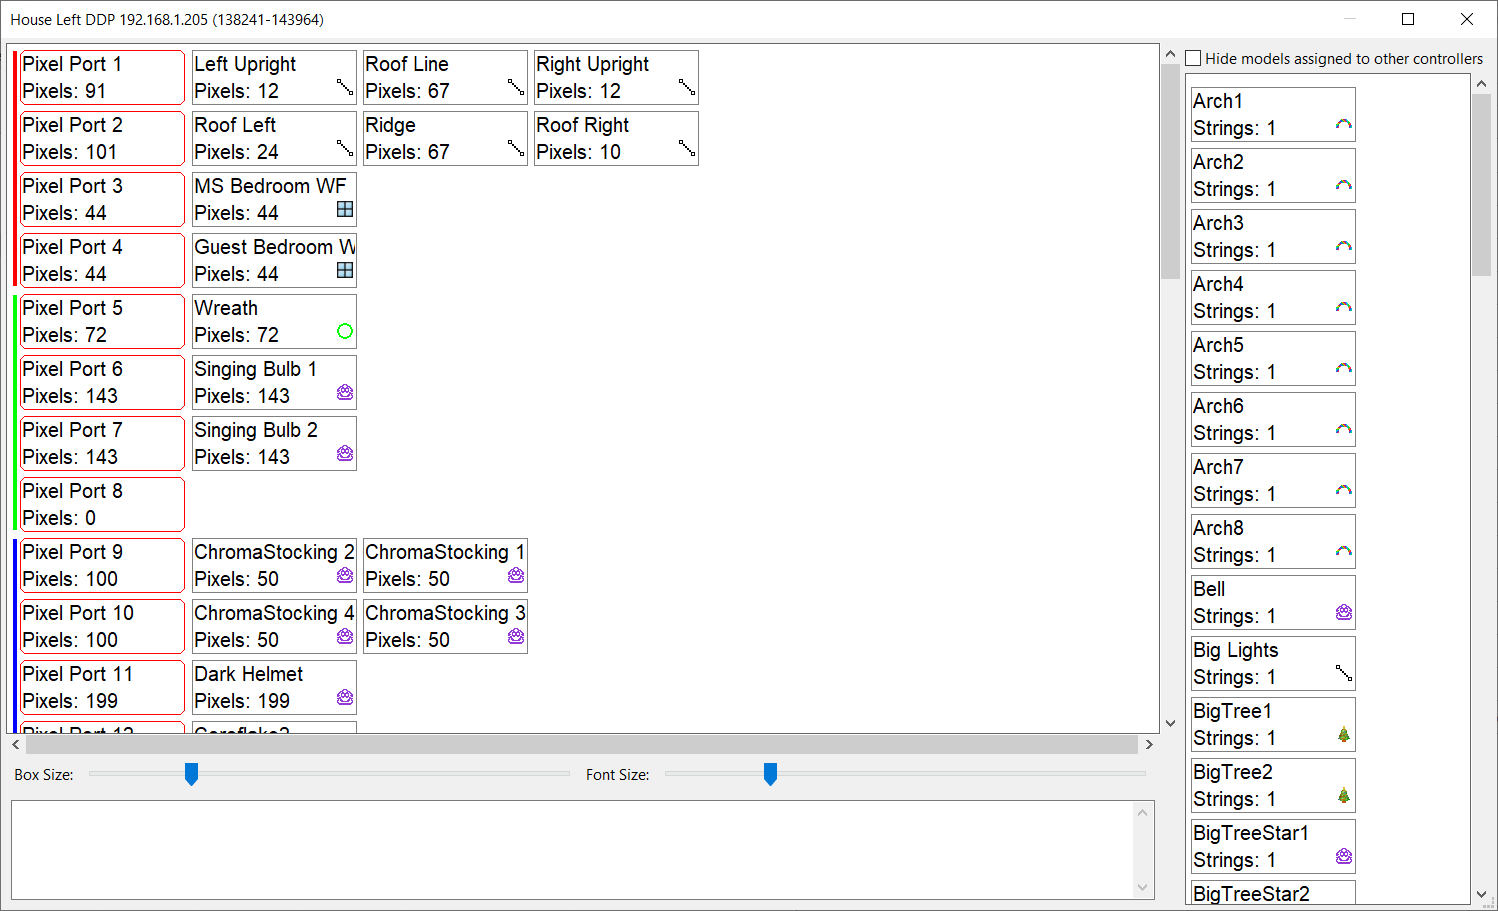 House Left DDP 192.168.1.205 (138241-143964)
Pixel Port 1
Pixels: 91
Left Upright
Pixels: 12
Roof Line
Pixels: 67
Right Upright
Pixels: 12
Pixel Port 2
Pixels: 101
Roof Left
Pixels: 24
Ridge
Pixels: 67
Roof Right
Pixels: 10
Pixel Port 3
Pixels: 44
MS Bedroom WF
Pixels: 44
Pixel Port 4
Pixels: 44
Guest Bedroom W
Pixels: 44
Pixel Port 5
Pixels: 72
Wreath
Pixels: 72
Pixel Port 6
Pixels: 143
Singing Bulb 1
Pixels: 143
Pixel Port 7
Pixels: 143
Singing Bulb 2
Pixels: 143
Pixel Port 8
Pixels: 0
Pixel Port 9
Pixels: 100
ChromaStocking 2
Pixels: 50
ChromaStocking 1
Pixels: 50
Pixel Port 10
Pixels: 100
ChromaStocking 4
Pixels: 50
ChromaStocking 3
Pixels: 50
Pixel Port 11
Pixels: 199
Dark Helmet
Pixels: 199
Pixel Port 12
Box Size:
Font Size:
Hide models assigned to other controllers
Arch1
Strings: 1
Arch2
Strings: 1
Arch3
Strings: 1
Arch4
Strings: 1
Arch5
Strings: 1
Arch6
Strings: 1
Arch7
Strings: 1
Arch8
Strings: 1
Bell
Strings: 1
Big Lights
Strings: 1
BigTree1
Strings: 1
BigTree2
Strings: 1
BigTreeStar1
Strings: 1
BigTreeStar2